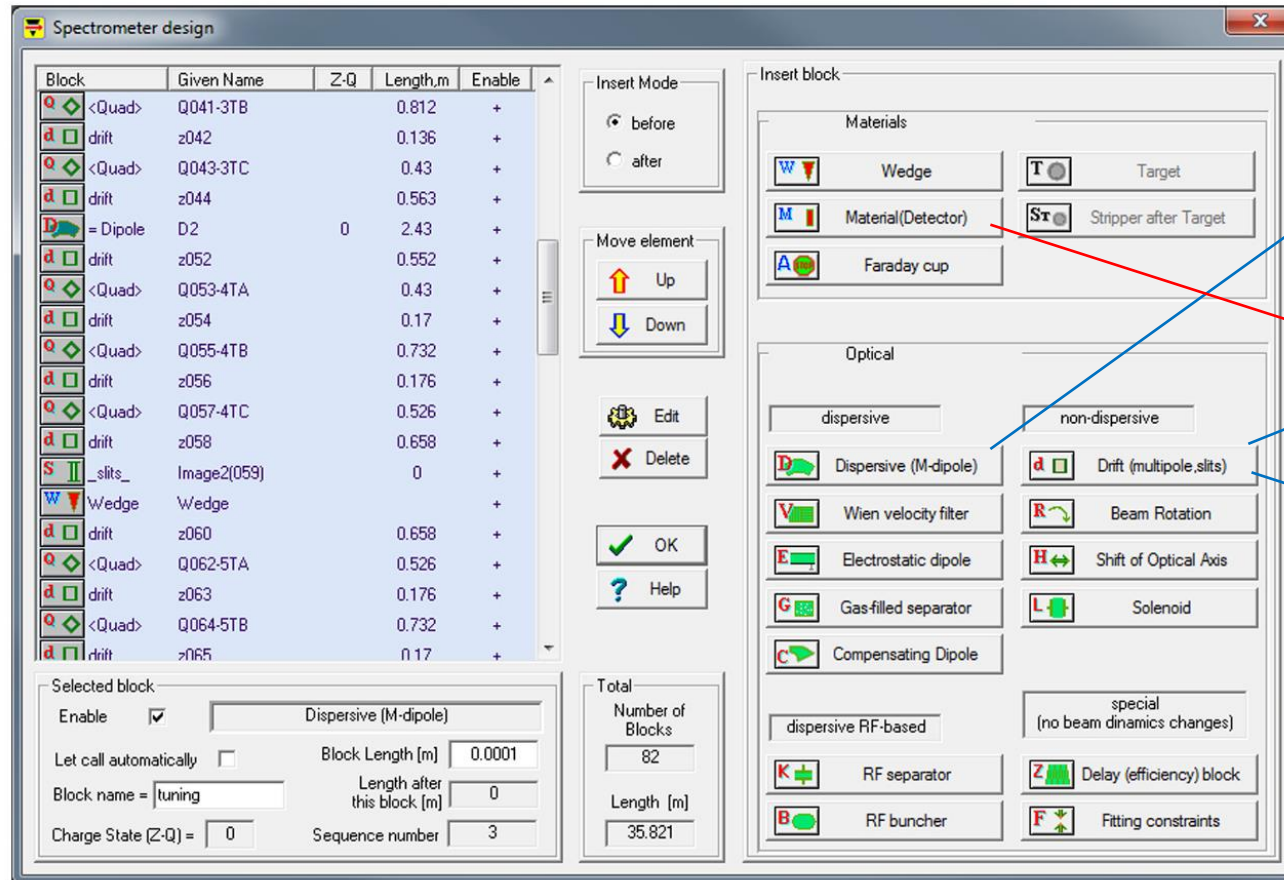 Spectrometer design
Block Given Name Z-Q Length,m Enable
Q <Quad> Q041-3TB 0.812 +
d drift z042 0.136 +
Q <Quad> Q043-3TC 0.43 +
d drift z044 0.563 +
D = Dipole D2 0 2.43 +
d drift z052 0.552 +
Q <Quad> Q053-4TA 0.43 +
d drift z054 0.17 +
Q <Quad> Q055-4TB 0.732 +
d drift z056 0.176 +
Q <Quad> Q057-4TC 0.526 +
d drift z058 0.658 +
S _slits_ Image2(059) 0 +
W Wedge Wedge +
d drift z060 0.658 +
Q <Quad> Q062-5TA 0.526 +
d drift z063 0.176 +
Q <Quad> Q064-5TB 0.732 +
d drift z065 0.17 +
Selected block
Enable Dispersive (M-dipole)
Let call automatically Block Length [m] 0.0001
Block name = tuning Length after this block [m] 0
Charge State (Z-Q) = 0 Sequence number 3
Insert Mode
before
after
Move element
Up
Down
Edit
Delete
OK
? Help
Total
Number of
Blocks
82
Length [m]
35.821
Insert block
Materials
W Wedge T Target
M Material(Detector) ST Stripper after Target
A STOP Faraday cup
Optical
dispersive non-dispersive
D Dispersive (M-dipole) d Drift (multipole,slits)
V Wien velocity filter R Beam Rotation
E Electrostatic dipole H Shift of Optical Axis
G Gas-filled separator L Solenoid
C Compensating Dipole
dispersive RF-based special
(no beam dinamics changes)
K RF separator Z Delay (efficiency) block
B RF buncher F Fitting constraints